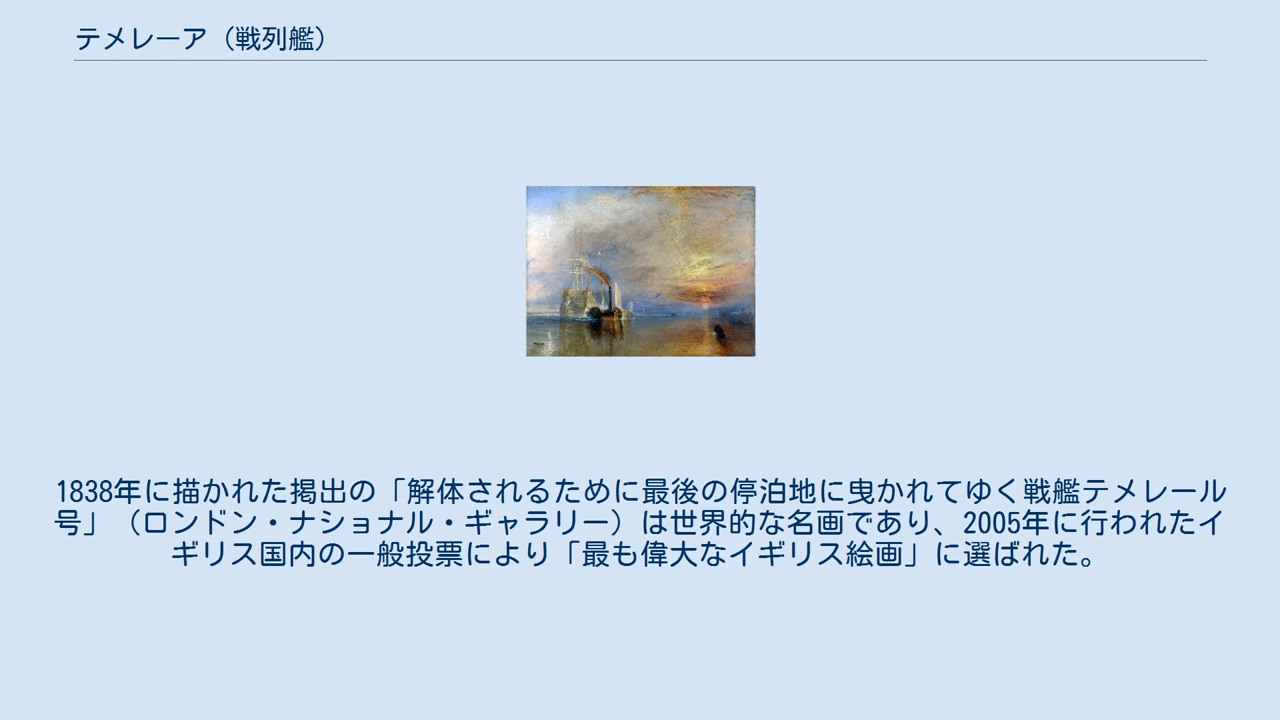 テメレーア（戦列艦）
1838年に描かれた掲出の「解体されるために最後の停泊地に曳かれてゆく戦艦テメレール
号」（ロンドン・ナショナル・ギャラリー）は世界的な名画であり、2005年に行われたイ
ギリス国内の一般投票により「最も偉大なイギリス絵画」に選ばれた。